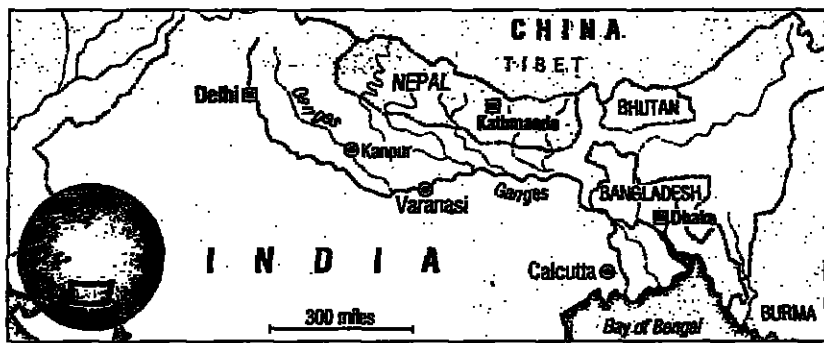 CHINA
TIBET
NEPAL
Delhi
Ganges
Kathmandu
BHUTAN
Kanpur
BANGLADESH
Varanasi
Ganges
Dhaka
INDIA
Calcutta
300 miles
Bay of Bengal
BURMA